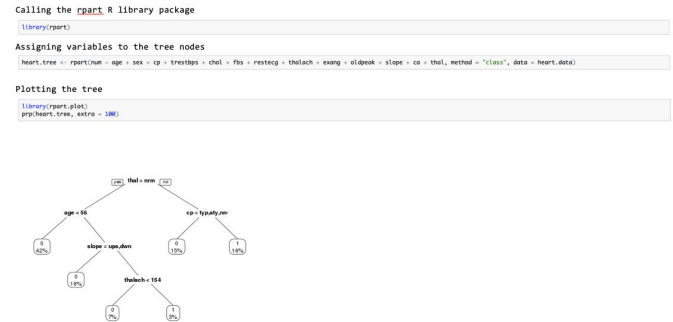 Calling the rpart R library package
library(rpart)
Assigning variables to the tree nodes
heart.tree <- rpart(num ~ age + sex + cp + trestbps + chol + fbs + restecg + thalach + exang + oldpeak + slope + ca + thal, method = "class", data = heart.data)
Plotting the tree
library(rpart.plot)
prp(heart.tree, extra = 100)
yes thal = nrm no
age < 56 cp = typ,aty,nn-
0 0 1
42% slope = ups,dwn 15% 16%
0
16% thalach < 154
0 1
7% 3%